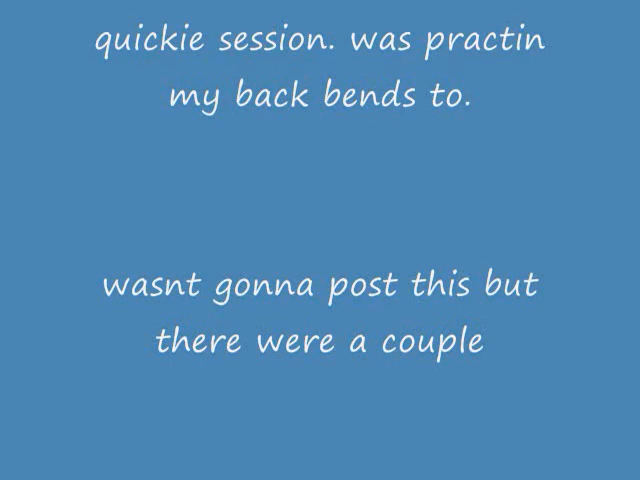 quickie session. was practin
my back bends to.
wasnt gonna post this but
there were a couple